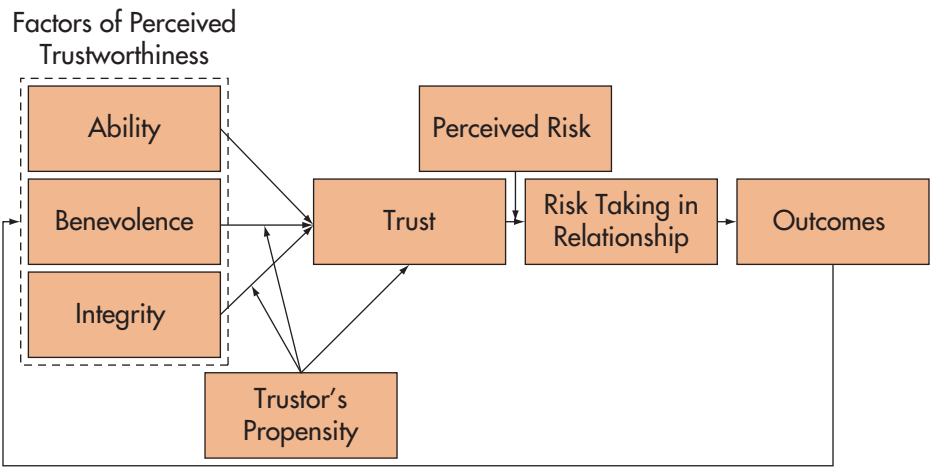 Factors of Perceived
Trustworthiness
Ability
Perceived Risk
Benevolence
Trust
Risk Taking in
Relationship
Outcomes
Integrity
Trustor's
Propensity